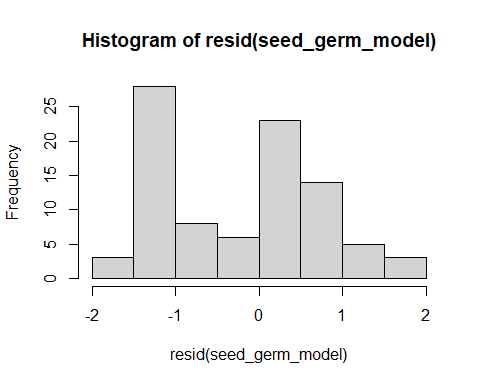 Histogram of resid(seed_germ_model)
Frequency
25
20
15
10
5
0
-2 -1 0 1 2
resid(seed_germ_model)